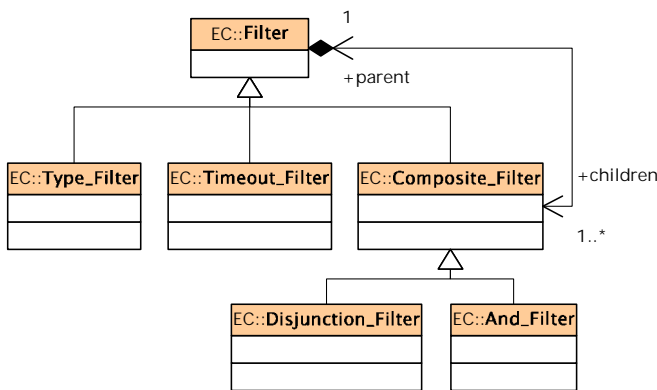 1
EC::Filter
+parent
EC::Type_Filter
EC::Timeout_Filter
EC::Composite_Filter
+children
1..*
EC::Disjunction_Filter
EC::And_Filter